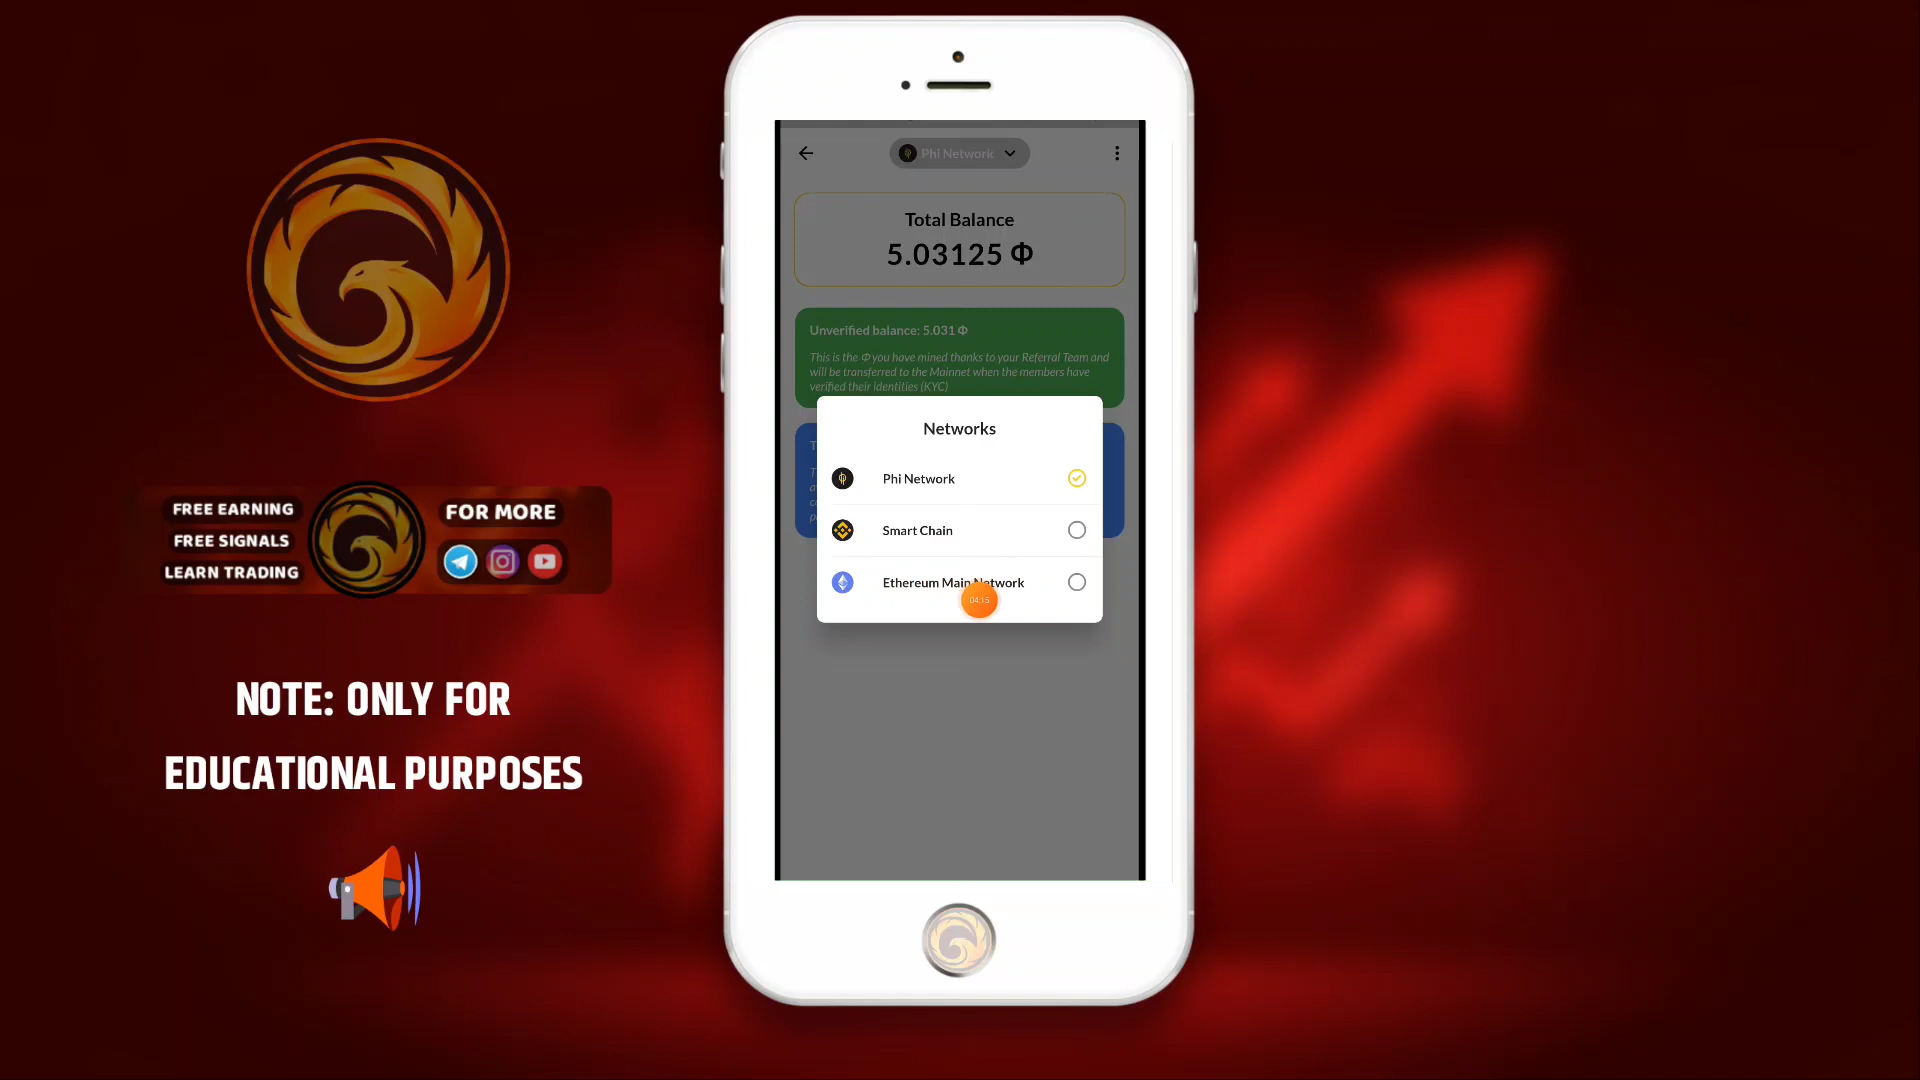 FREE EARNING
FREE SIGNALS
LEARN TRADING
FOR MORE
NOTE: ONLY FOR
EDUCATIONAL PURPOSES
Phi Network
Total Balance
5.03125 Φ
Unverified balance: 5.031 Φ
This is the Φ you have mined thanks to your Referral Team and
will be transferred to the Mainnet when the members have
verified their identities (KYC)
Networks
Phi Network
Smart Chain
Ethereum Main Network
04:15